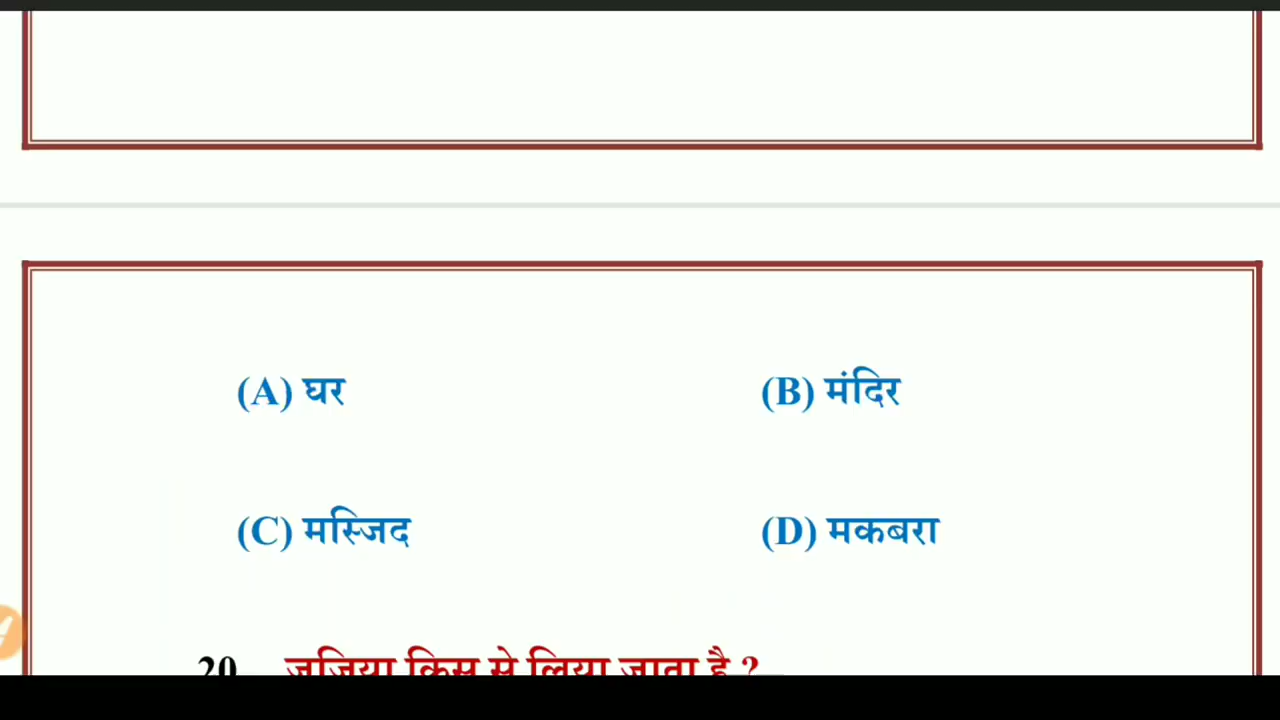 (A) घर (B) मंदिर
(C) मस्जिद (D) मकबरा
20. जजिया किस से लिया जाता है ?